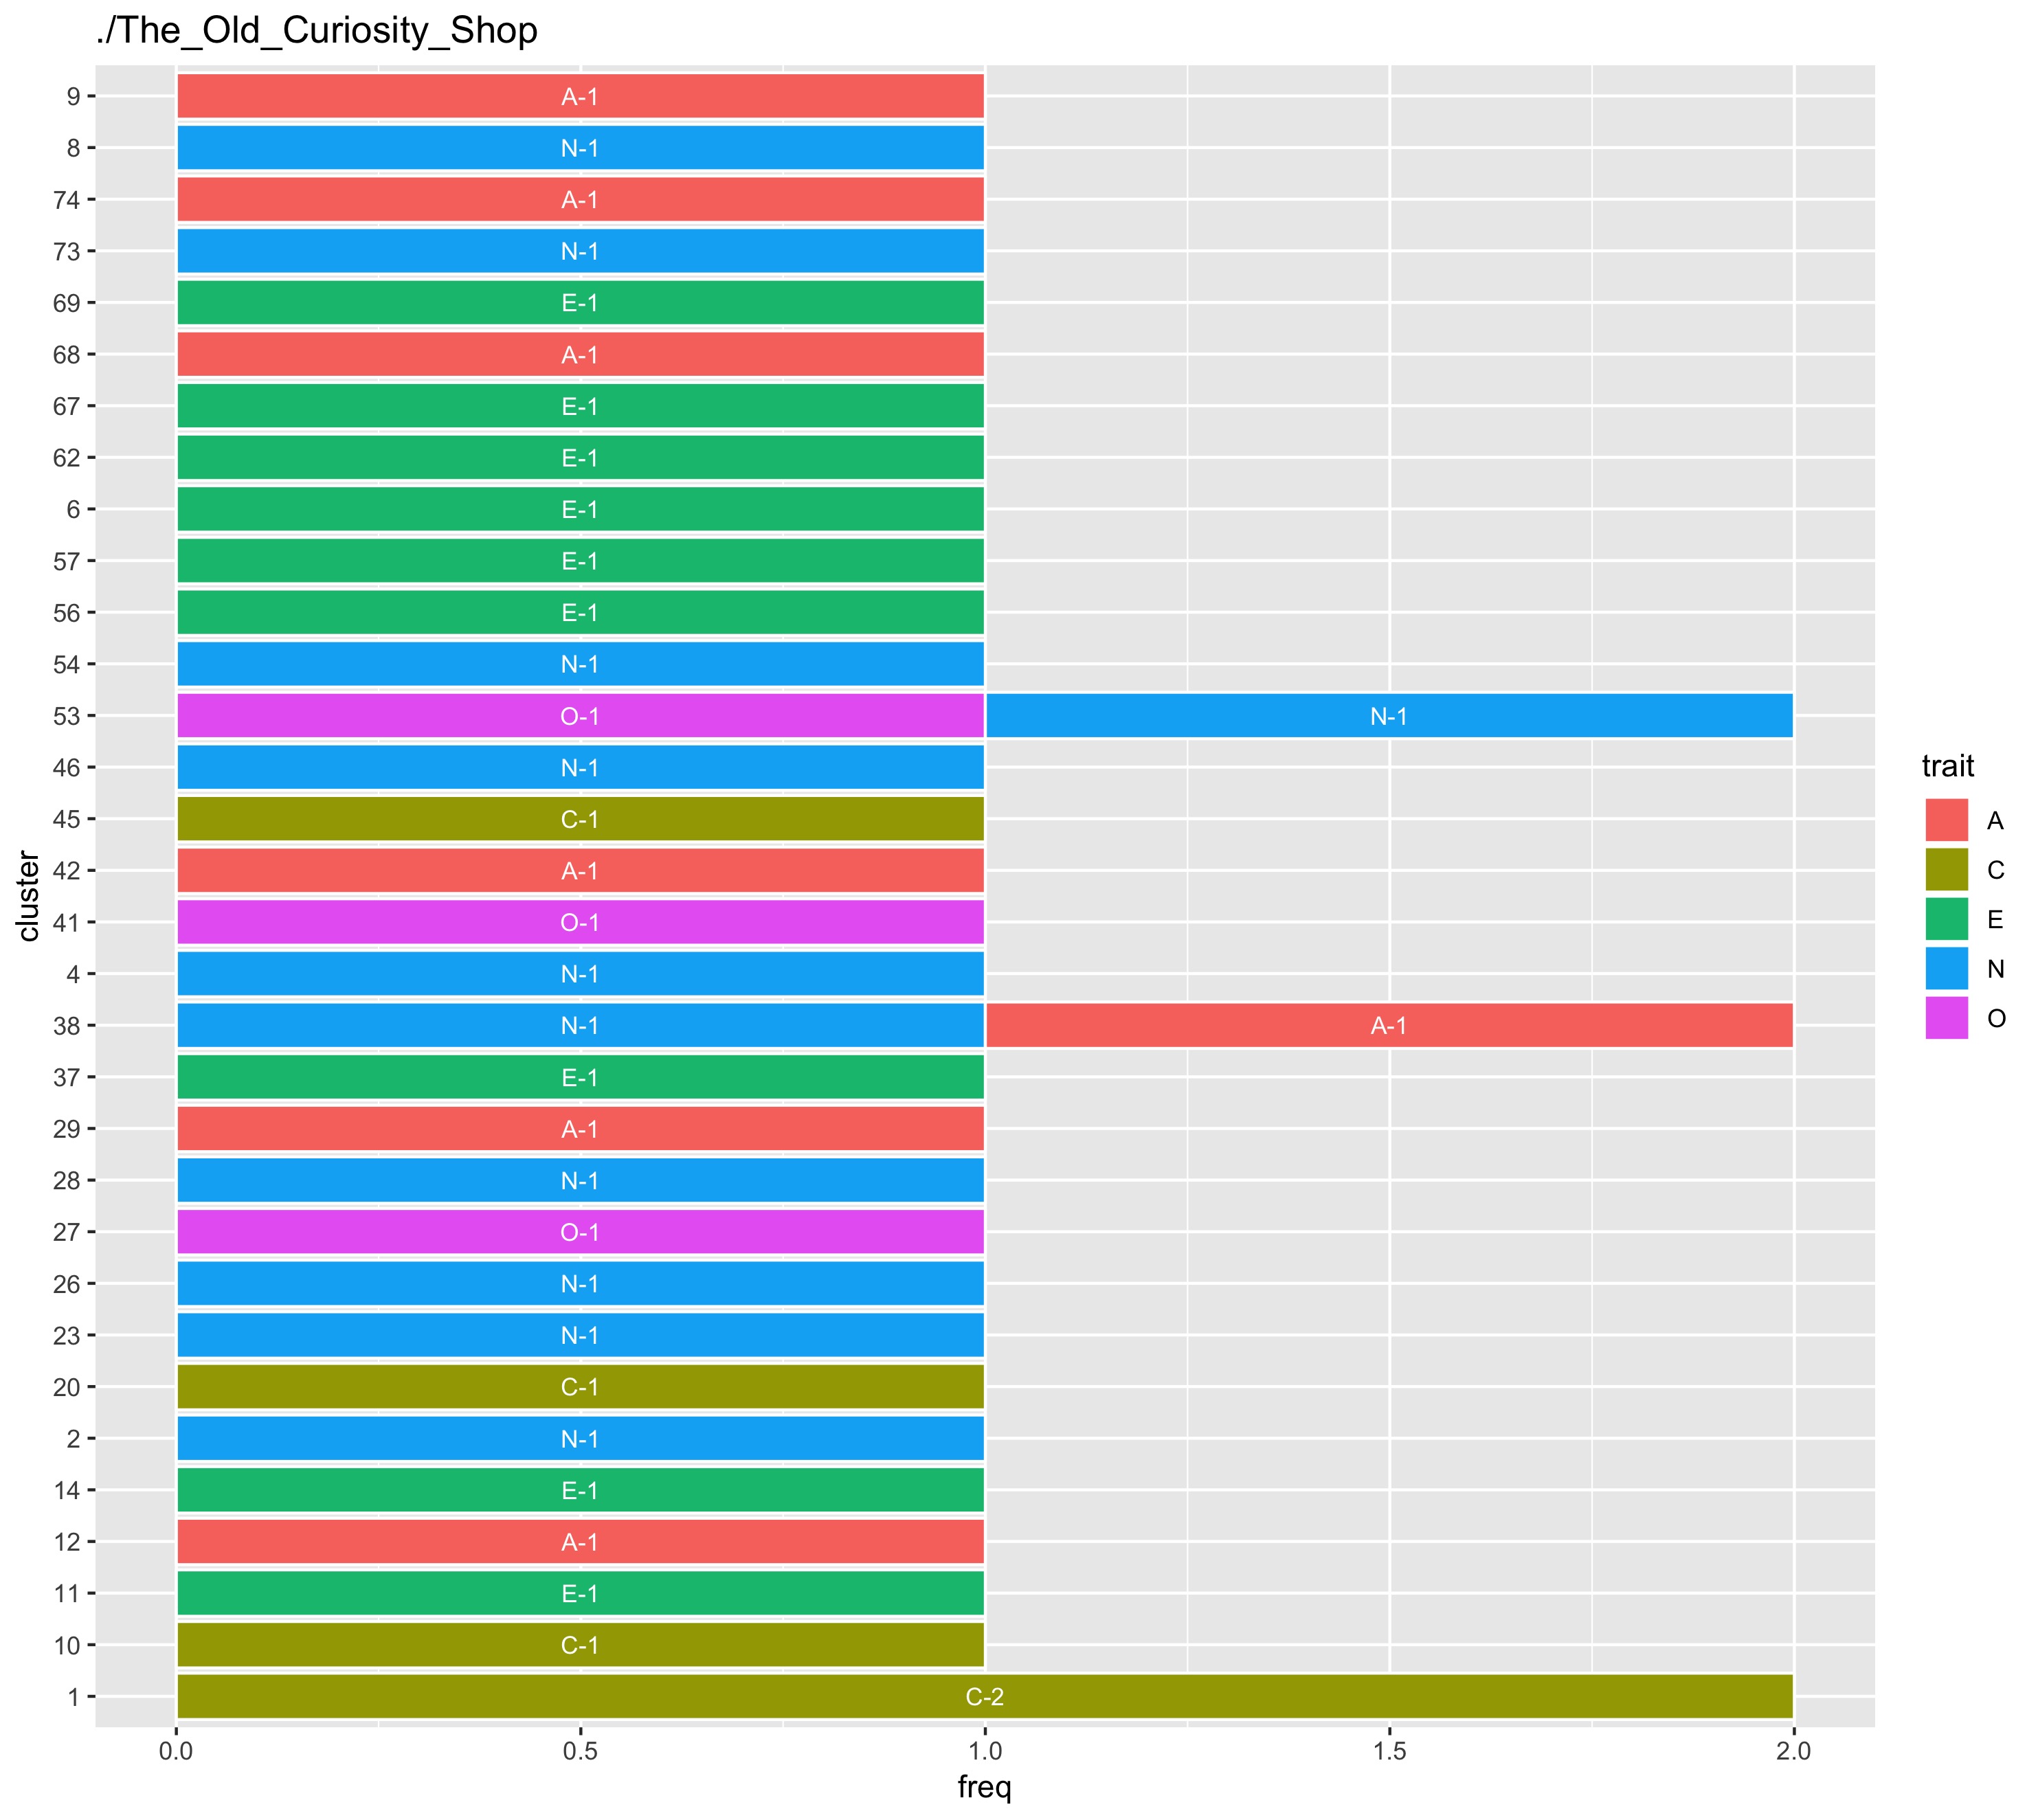 ./The_Old_Curiosity_Shop
9 A-1
8 N-1
74 A-1
73 N-1
69 E-1
68 A-1
67 E-1
62 E-1
6 E-1
57 E-1
56 E-1
54 N-1
53 O-1 N-1
46 N-1
45 C-1
42 A-1
41 O-1
4 N-1
38 N-1 A-1
37 E-1
29 A-1
28 N-1
27 O-1
26 N-1
23 N-1
20 C-1
2 N-1
14 E-1
12 A-1
11 E-1
10 C-1
1 C-2
0.0 0.5 1.0 1.5 2.0
freq
cluster
trait
A
C
E
N
O